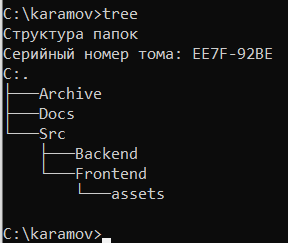 C:\karamov>tree
Структура папок
Серийный номер тома: EE7F-92BE
C:.
├───Archive
├───Docs
└───Src
    ├───Backend
    └───Frontend
        └───assets

C:\karamov>